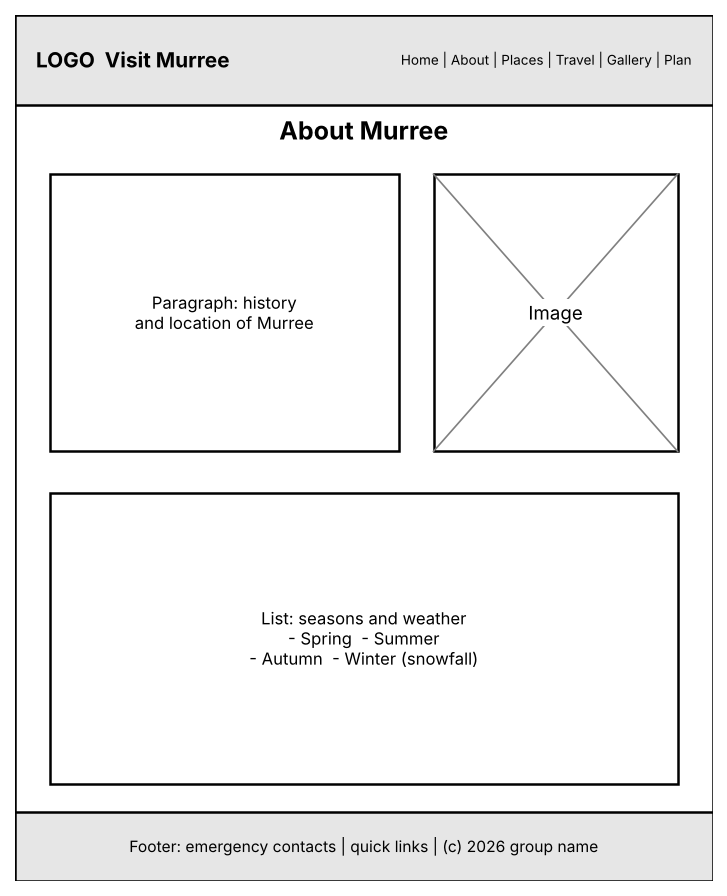 LOGO  Visit Murree
Home | About | Places | Travel | Gallery | Plan
About Murree
Paragraph: history
and location of Murree
Image
List: seasons and weather
- Spring  - Summer
- Autumn  - Winter (snowfall)
Footer: emergency contacts | quick links | (c) 2026 group name